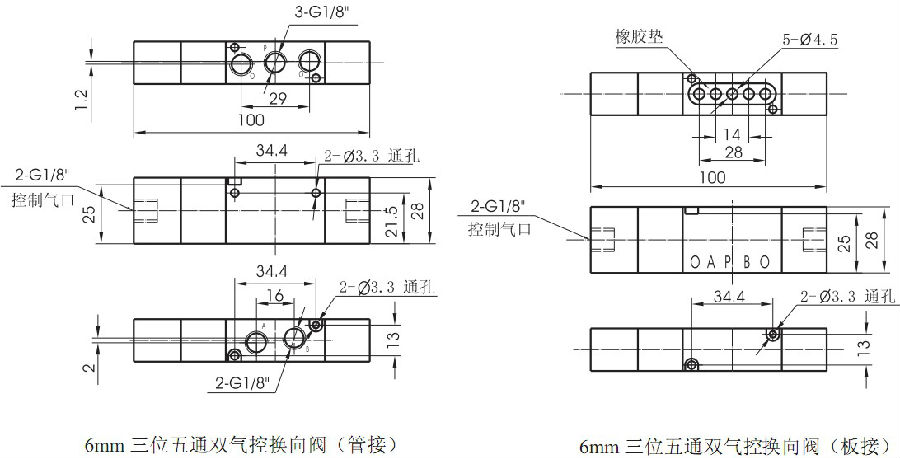 3-G1/8"
P
O
O
1.2
29
100
34.4
2-Ø3.3 通孔
2-G1/8"
控制气口
25
21.5
28
34.4
16
2-Ø3.3 通孔
A
B
13
2
2-G1/8"
6mm 三位五通双气控换向阀（管接）
橡胶垫
5-Ø4.5
14
28
100
2-G1/8"
控制气口
25
28
O A P B O
34.4
2-Ø3.3 通孔
13
6mm 三位五通双气控换向阀（板接）